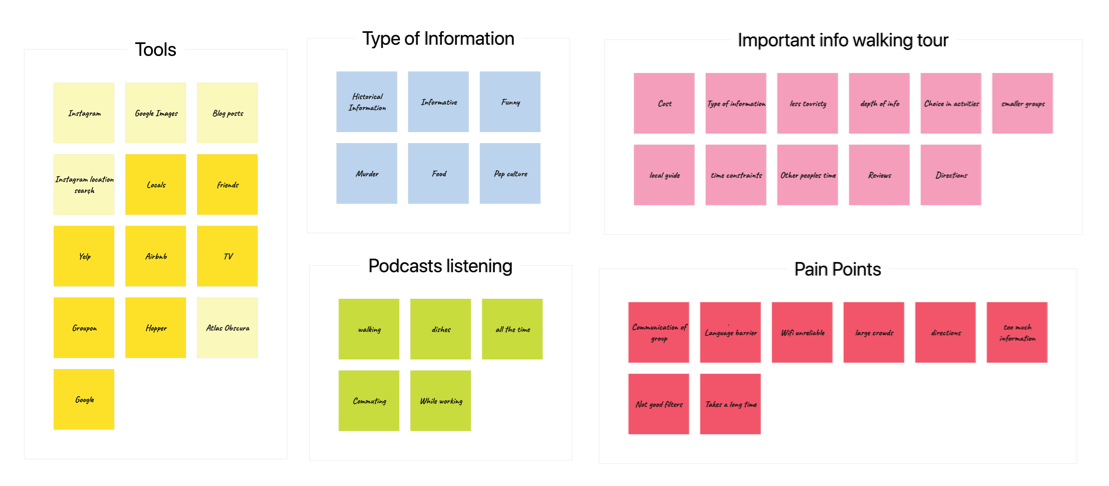 Tools
Instagram
Google Images
Blog posts
Instagram location
search
Locals
friends
Yelp
Airbnb
TV
Groupon
Hopper
Atlas Obscura
Google
Type of Information
Historical
Information
Informative
Funny
Murder
Food
Pop culture
Podcasts listening
walking
dishes
all the time
Commuting
While working
Important info walking tour
Cost
Type of information
less touristy
depth of info
Choice in activities
smaller groups
local guide
time constraints
Other peoples time
Reviews
Directions
Pain Points
Communication of
group
Language barrier
Wifi unreliable
large crowds
directions
too much
information
Not good filters
Takes a long time